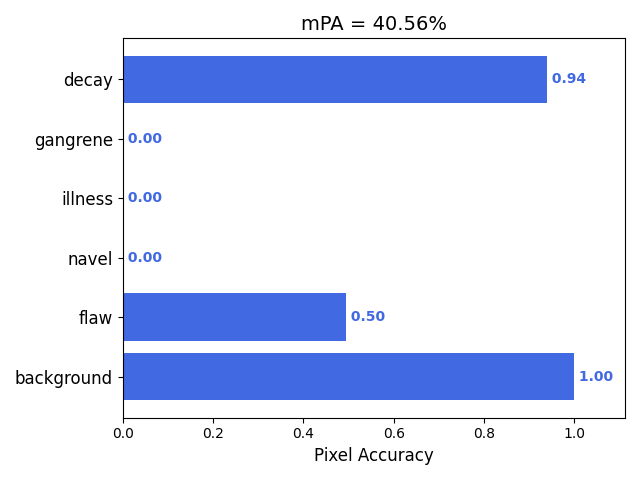 mPA = 40.56%
decay 0.94
gangrene 0.00
illness 0.00
navel 0.00
flaw 0.50
background 1.00
0.0 0.2 0.4 0.6 0.8 1.0
Pixel Accuracy